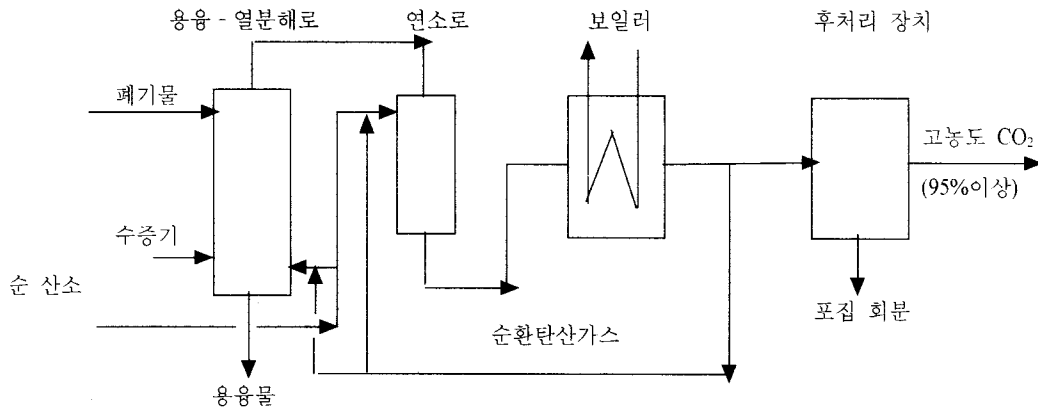 용융 - 열분해로
연소로
보일러
후처리 장치
폐기물
고농도 CO₂
(95%이상)
수증기
순 산소
포집 회분
순환탄산가스
용융물